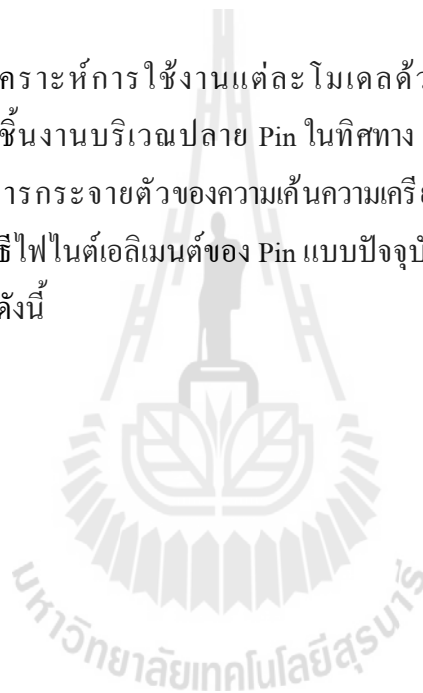 เคราะห์การใช้งานแต่ละโมเดลด้ว
ชิ้นงานบริเวณปลาย Pin ในทิศทาง
ารกระจายตัวของความเค้นความเครีย
ธีไฟไนต์เอลิเมนต์ของ Pin แบบปัจจุบั
ดังนี้
มหาวิทยาลัยเทคโนโลยีสุรนารี